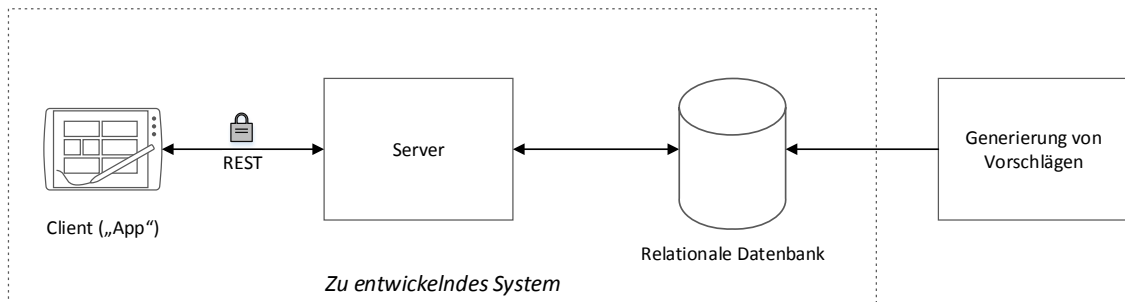 REST
Client („App“)
Server
Relationale Datenbank
Generierung von
Vorschlägen
Zu entwickelndes System